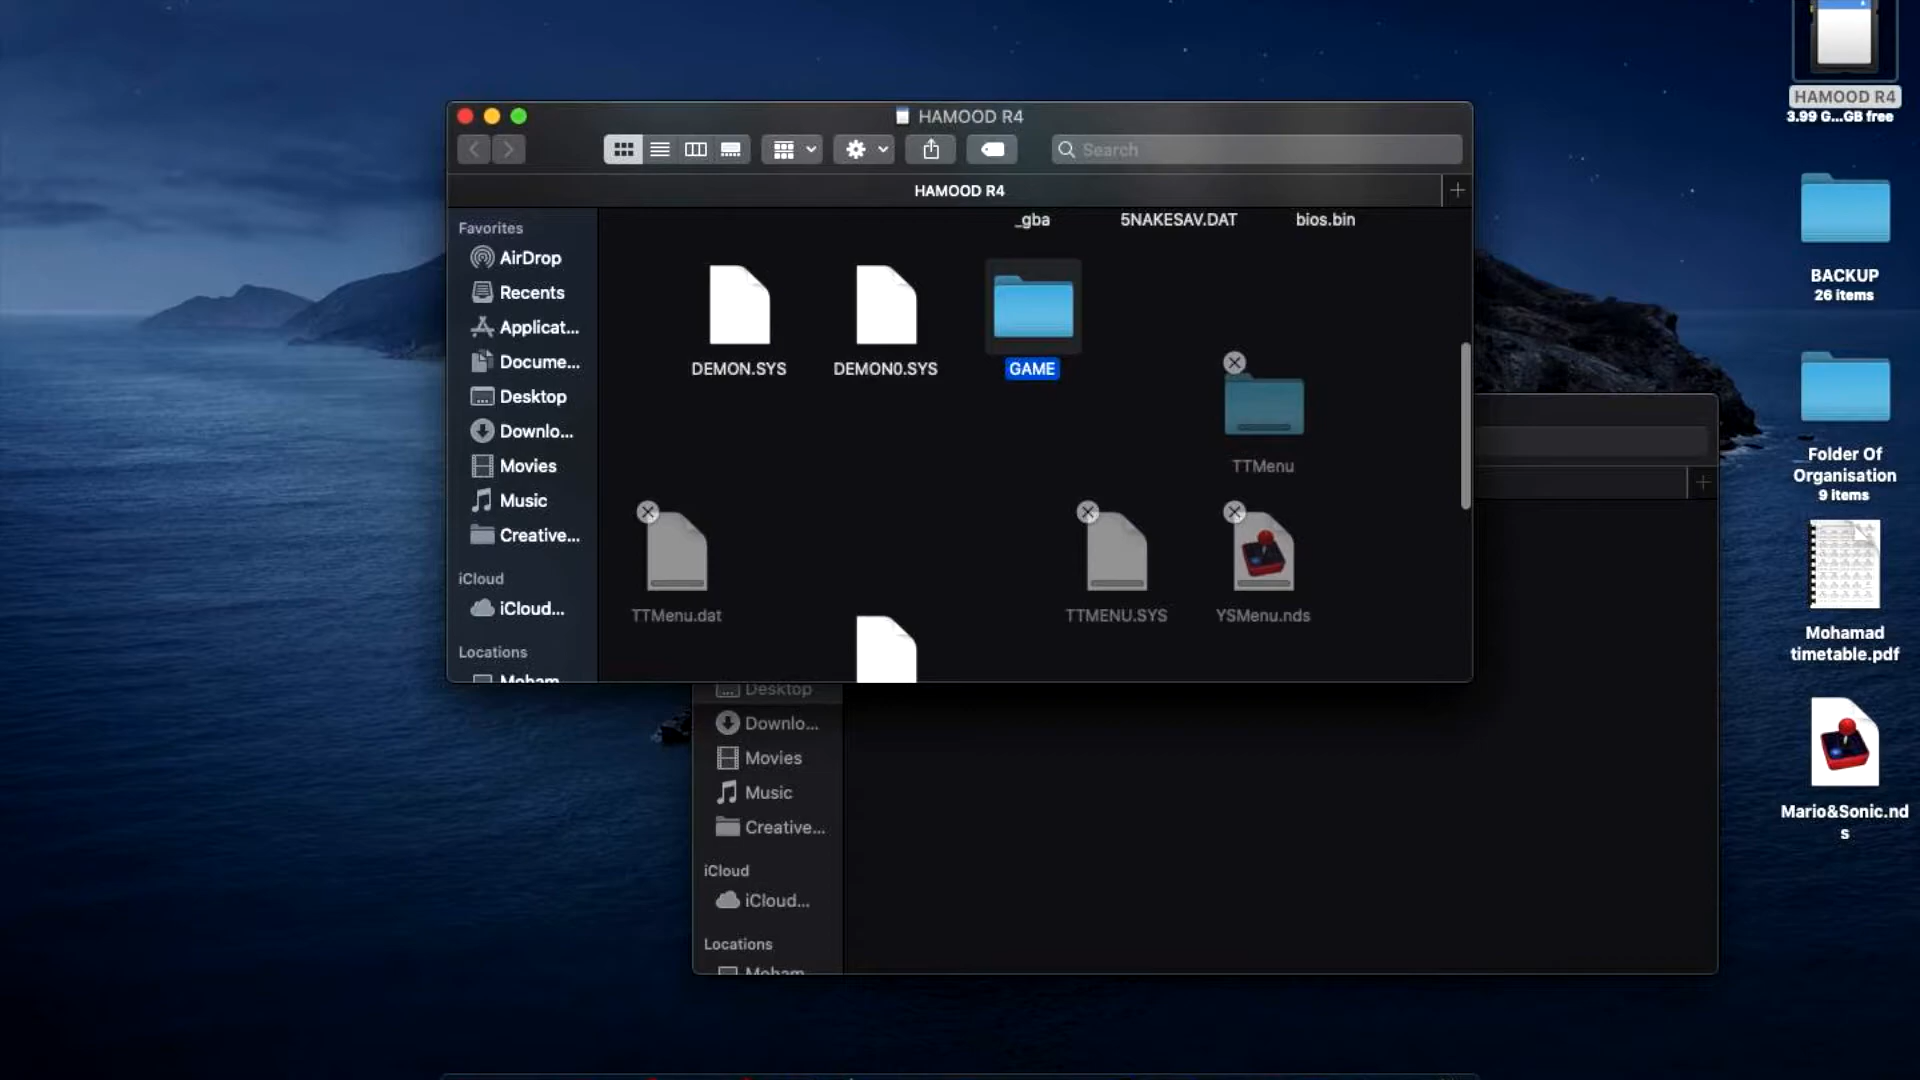 HAMOOD R4
Search
HAMOOD R4
Favorites
AirDrop
Recents
Applicat...
Docume...
Desktop
Downlo...
Movies
Music
Creative...
iCloud
iCloud...
Locations
Moham
_gba
5NAKESAV.DAT
bios.bin
DEMON.SYS
DEMON0.SYS
GAME
TTMenu
TTMenu.dat
TTMENU.SYS
YSMenu.nds
Desktop
Downlo...
Movies
Music
Creative...
iCloud
iCloud...
Locations
Moham
HAMOOD R4
3.99 G...GB free
BACKUP
26 items
Folder Of
Organisation
9 items
Mohamad
timetable.pdf
Mario&Sonic.nd
s